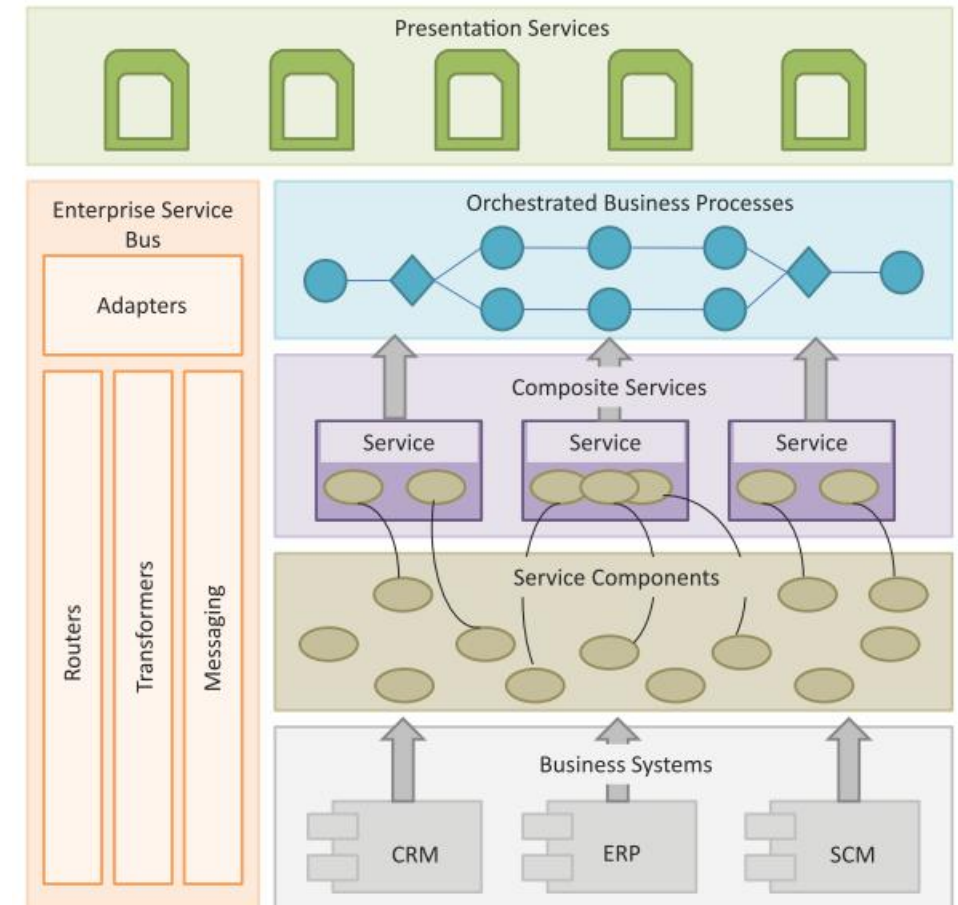 Presentation Services
Enterprise Service
Bus
Adapters
Routers
Transformers
Messaging
Orchestrated Business Processes
Composite Services
Service
Service
Service
Service Components
Business Systems
CRM
ERP
SCM